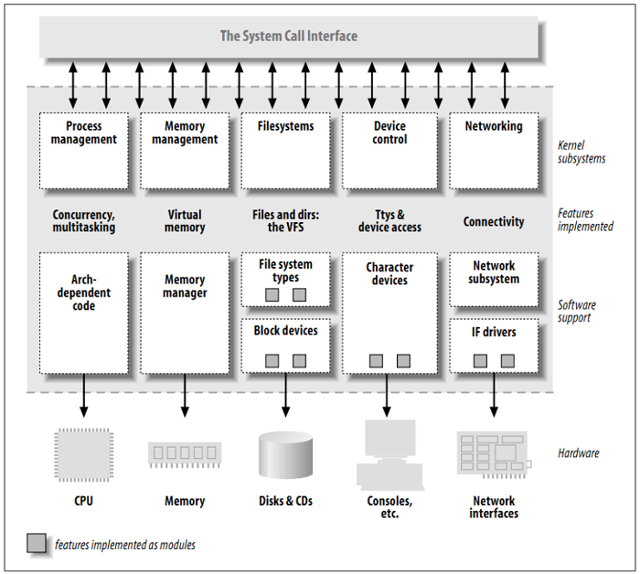 The System Call Interface
Process
management
Memory
management
Filesystems
Device
control
Networking
Kernel
subsystems
Concurrency,
multitasking
Virtual
memory
Files and dirs:
the VFS
Ttys &
device access
Connectivity
Features
implemented
Arch-
dependent
code
Memory
manager
File system
types
Block devices
Character
devices
Network
subsystem
IF drivers
Software
support
Hardware
CPU
Memory
Disks & CDs
Consoles,
etc.
Network
interfaces
features implemented as modules